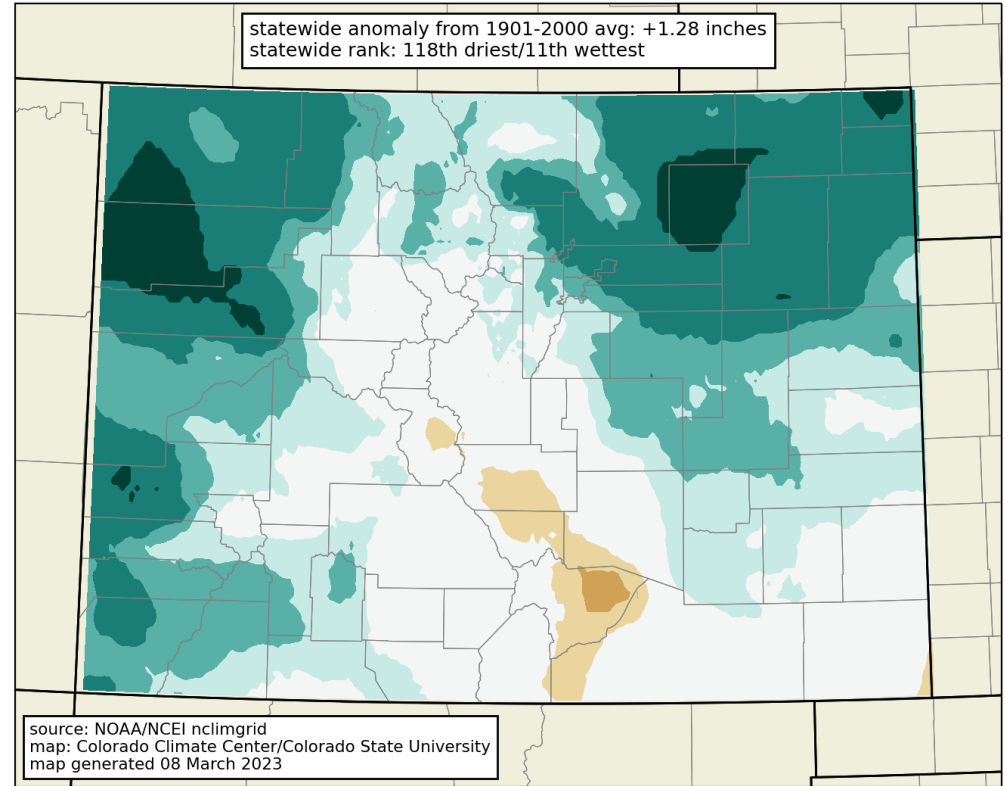 statewide anomaly from 1901-2000 avg: +1.28 inches
statewide rank: 118th driest/11th wettest
source: NOAA/NCEI nclimgrid
map: Colorado Climate Center/Colorado State University
map generated 08 March 2023